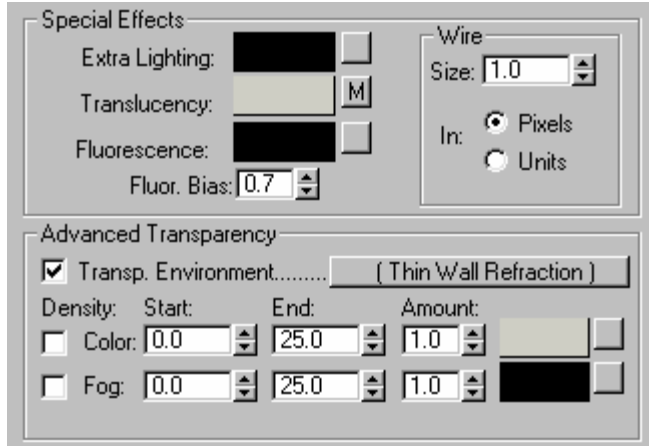 Special Effects
Extra Lighting:
Translucency: M
Fluorescence:
Fluor. Bias: 0.7
Wire
Size: 1.0
In: Pixels
Units
Advanced Transparency
Transp. Environment......... ( Thin Wall Refraction )
Density: Start: End: Amount:
Color: 0.0 25.0 1.0
Fog: 0.0 25.0 1.0